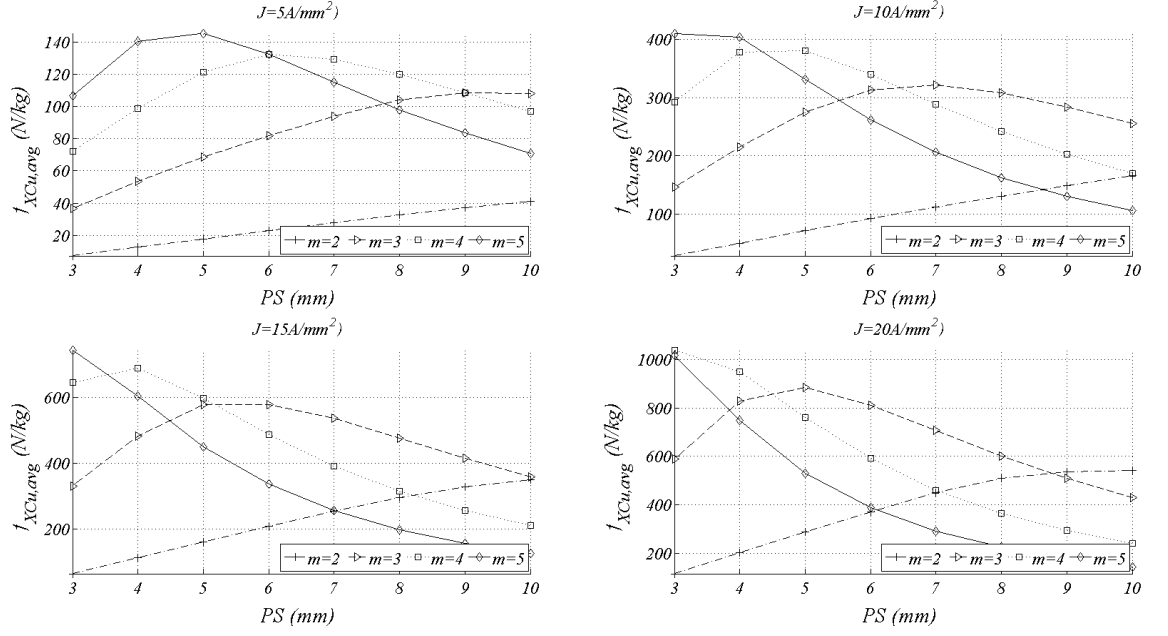 J=5A/mm²)
140
120
100
80
60
40
20
f_XCu,avg (N/kg)
m=2 m=3 m=4 m=5
3 4 5 6 7 8 9 10
PS (mm)
J=10A/mm²)
400
300
200
100
f_XCu,avg (N/kg)
m=2 m=3 m=4 m=5
3 4 5 6 7 8 9 10
PS (mm)
J=15A/mm²)
600
400
200
f_XCu,avg (N/kg)
m=2 m=3 m=4 m=5
3 4 5 6 7 8 9 10
PS (mm)
J=20A/mm²)
1000
800
600
400
200
f_XCu,avg (N/kg)
m=2 m=3 m=4 m=5
3 4 5 6 7 8 9 10
PS (mm)